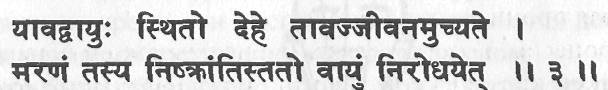 यावद्वायुः स्थितो देहे तावज्जीवनमुच्यते ।
मरणं तस्य निष्क्रांतिस्ततो वायुं निरोधयेत् ॥ ३ ॥